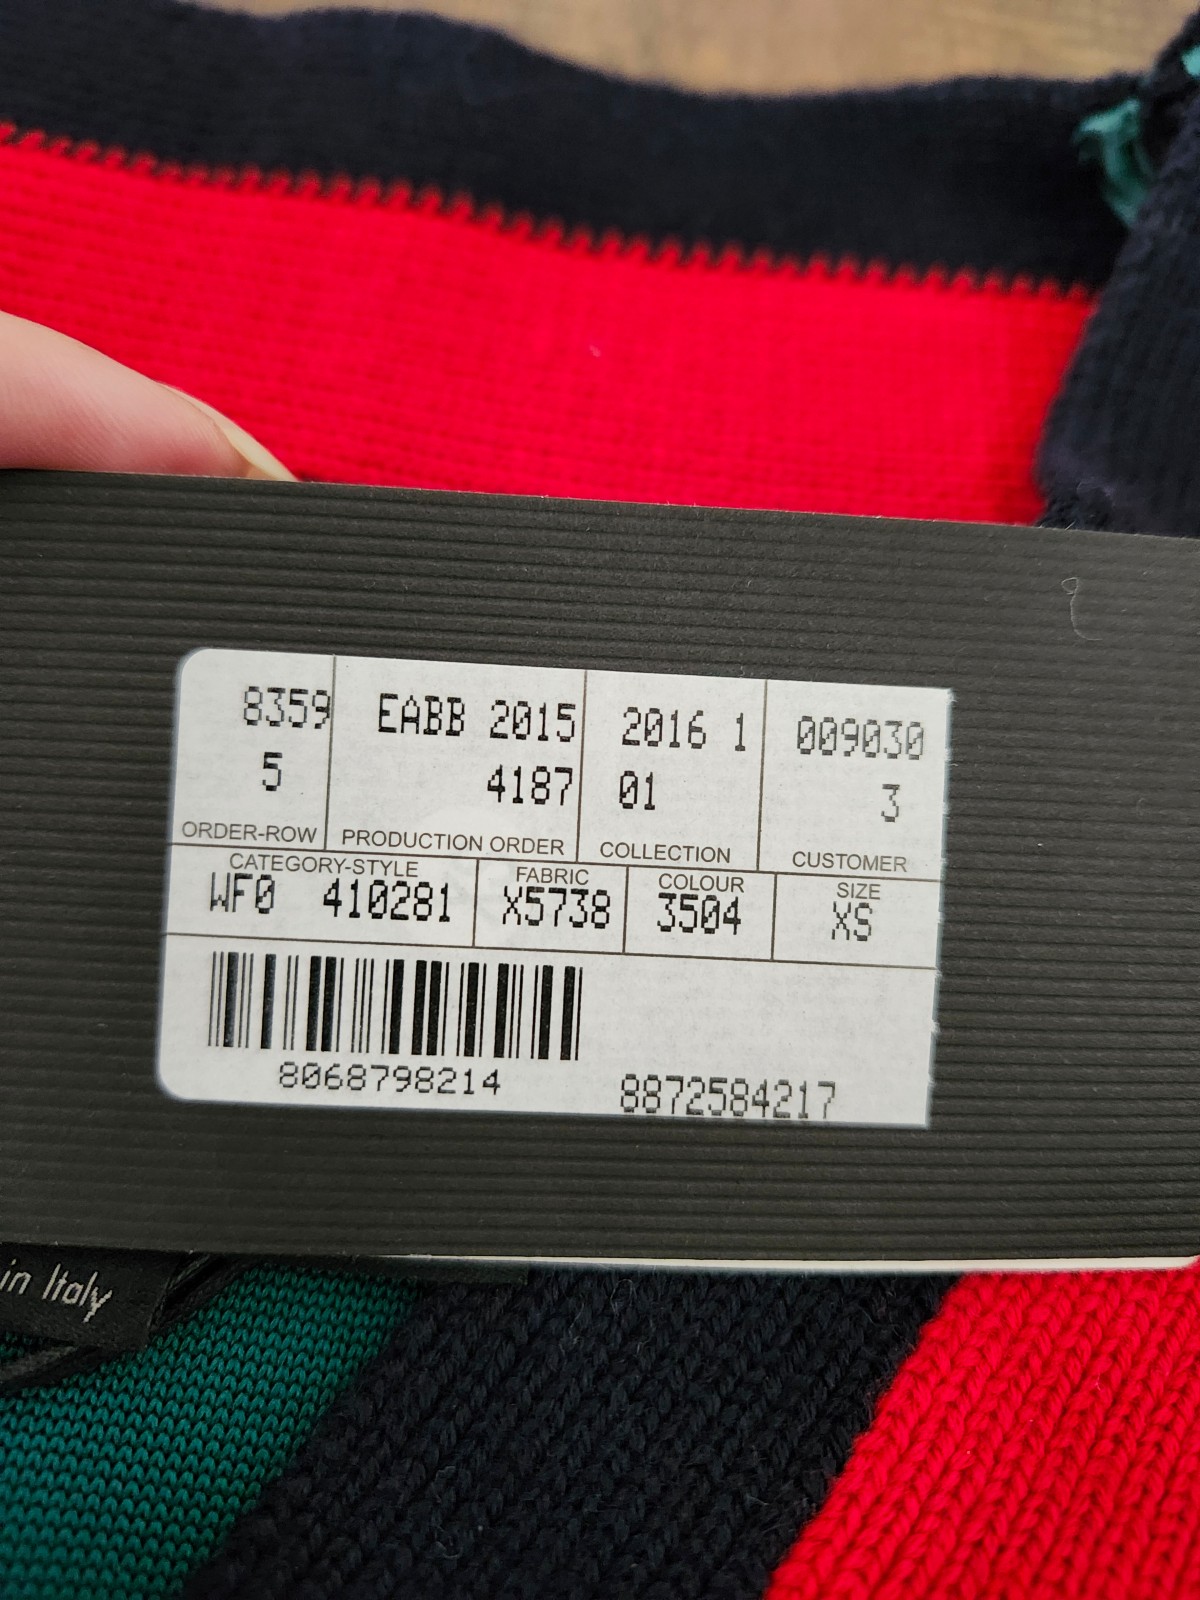 8359 EABB 2015 2016 1 009030
5 4187 01 3
ORDER-ROW PRODUCTION ORDER COLLECTION CUSTOMER
CATEGORY-STYLE FABRIC COLOUR SIZE
WF0 410281 X5738 3504 XS
8068798214 8872584217
in Italy